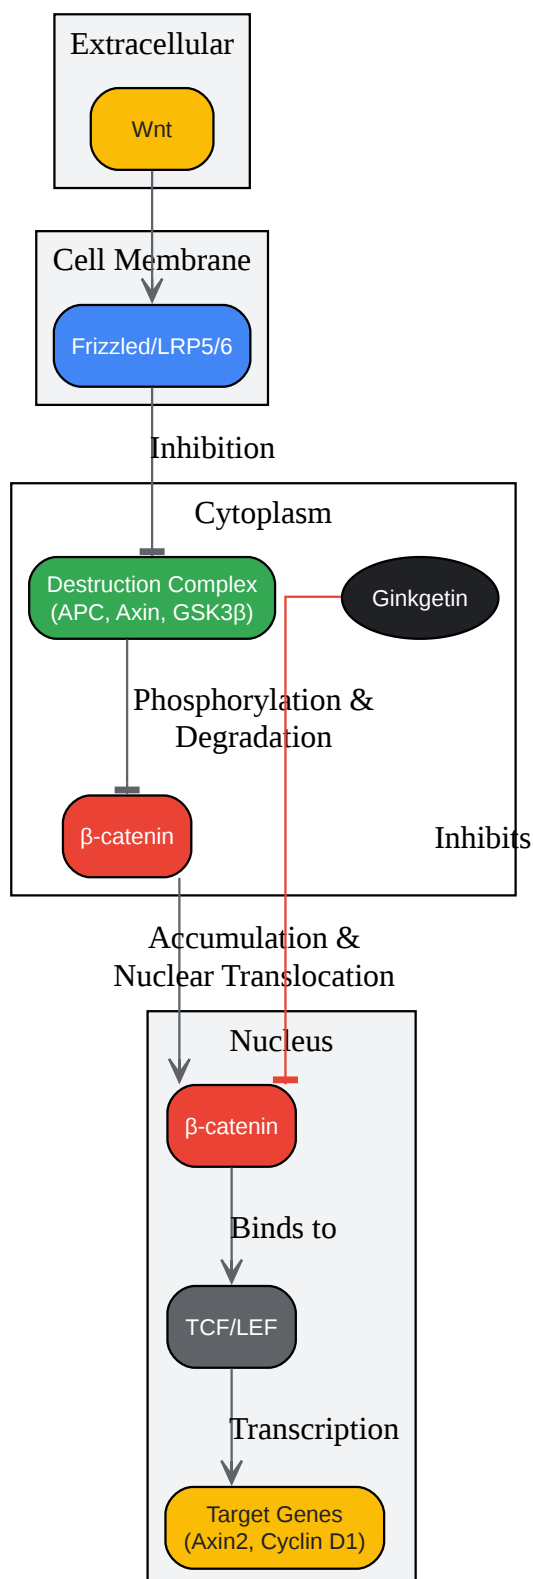 Extracellular
Wnt
Cell Membrane
Frizzled/LRP5/6
Inhibition
Cytoplasm
Destruction Complex
(APC, Axin, GSK3β)
Ginkgetin
Phosphorylation &
Degradation
β-catenin
Inhibits
Accumulation &
Nuclear Translocation
Nucleus
β-catenin
Binds to
TCF/LEF
Transcription
Target Genes
(Axin2, Cyclin D1)